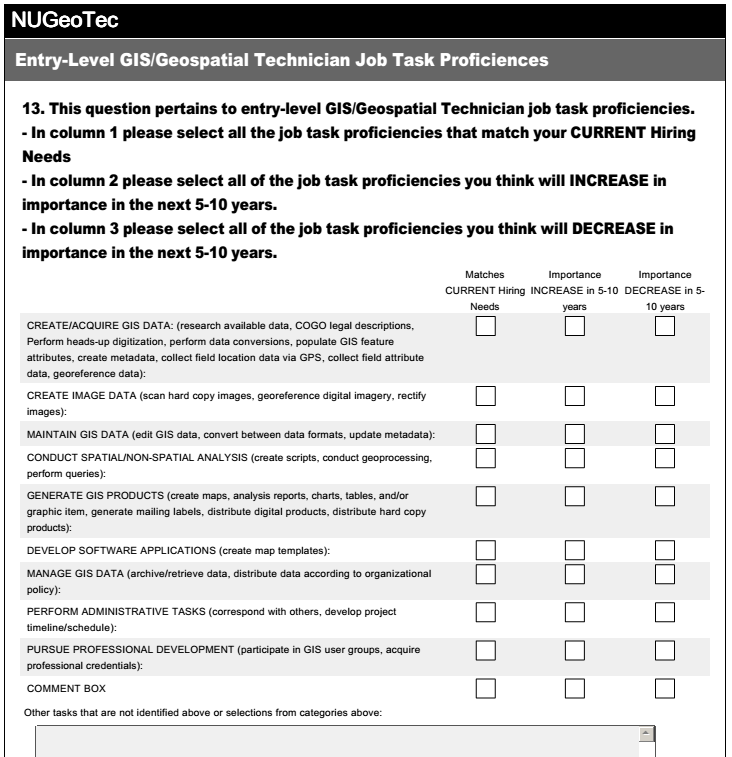 NUGeoTec
Entry-Level GIS/Geospatial Technician Job Task Proficiences
13. This question pertains to entry-level GIS/Geospatial Technician job task proficiencies.
- In column 1 please select all the job task proficiencies that match your CURRENT Hiring
Needs
- In column 2 please select all of the job task proficiencies you think will INCREASE in
importance in the next 5-10 years.
- In column 3 please select all of the job task proficiencies you think will DECREASE in
importance in the next 5-10 years.
Matches Importance Importance
CURRENT Hiring INCREASE in 5-10 DECREASE in 5-
Needs years 10 years
CREATE/ACQUIRE GIS DATA: (research available data, COGO legal descriptions,
Perform heads-up digitization, perform data conversions, populate GIS feature
attributes, create metadata, collect field location data via GPS, collect field attribute
data, georeference data):
CREATE IMAGE DATA (scan hard copy images, georeference digital imagery, rectify
images):
MAINTAIN GIS DATA (edit GIS data, convert between data formats, update metadata):
CONDUCT SPATIAL/NON-SPATIAL ANALYSIS (create scripts, conduct geoprocessing,
perform queries):
GENERATE GIS PRODUCTS (create maps, analysis reports, charts, tables, and/or
graphic item, generate mailing labels, distribute digital products, distribute hard copy
products):
DEVELOP SOFTWARE APPLICATIONS (create map templates):
MANAGE GIS DATA (archive/retrieve data, distribute data according to organizational
policy):
PERFORM ADMINISTRATIVE TASKS (correspond with others, develop project
timeline/schedule):
PURSUE PROFESSIONAL DEVELOPMENT (participate in GIS user groups, acquire
professional credentials):
COMMENT BOX
Other tasks that are not identified above or selections from categories above: